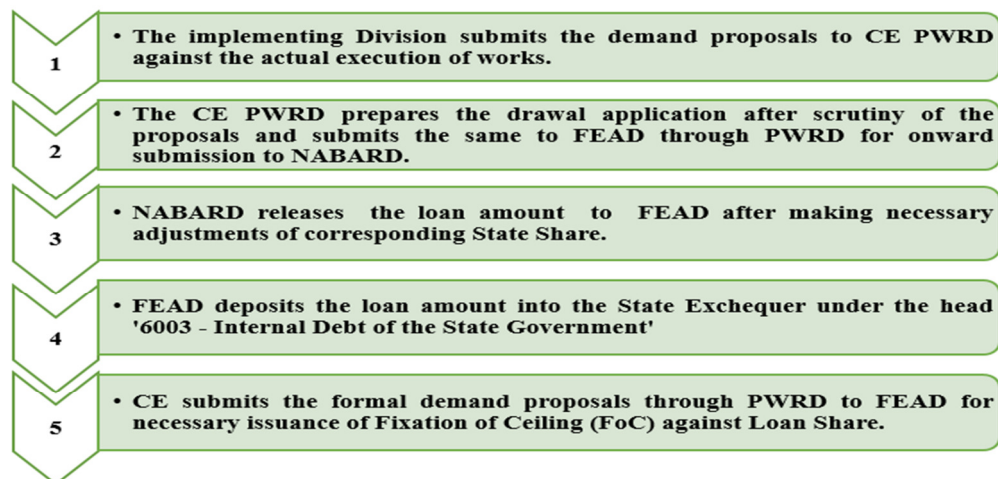 1
• The implementing Division submits the demand proposals to CE PWRD
against the actual execution of works.
2
• The CE PWRD prepares the drawal application after scrutiny of the
proposals and submits the same to FEAD through PWRD for onward
submission to NABARD.
3
• NABARD releases the loan amount to FEAD after making necessary
adjustments of corresponding State Share.
4
• FEAD deposits the loan amount into the State Exchequer under the head
'6003 - Internal Debt of the State Government'
5
• CE submits the formal demand proposals through PWRD to FEAD for
necessary issuance of Fixation of Ceiling (FoC) against Loan Share.